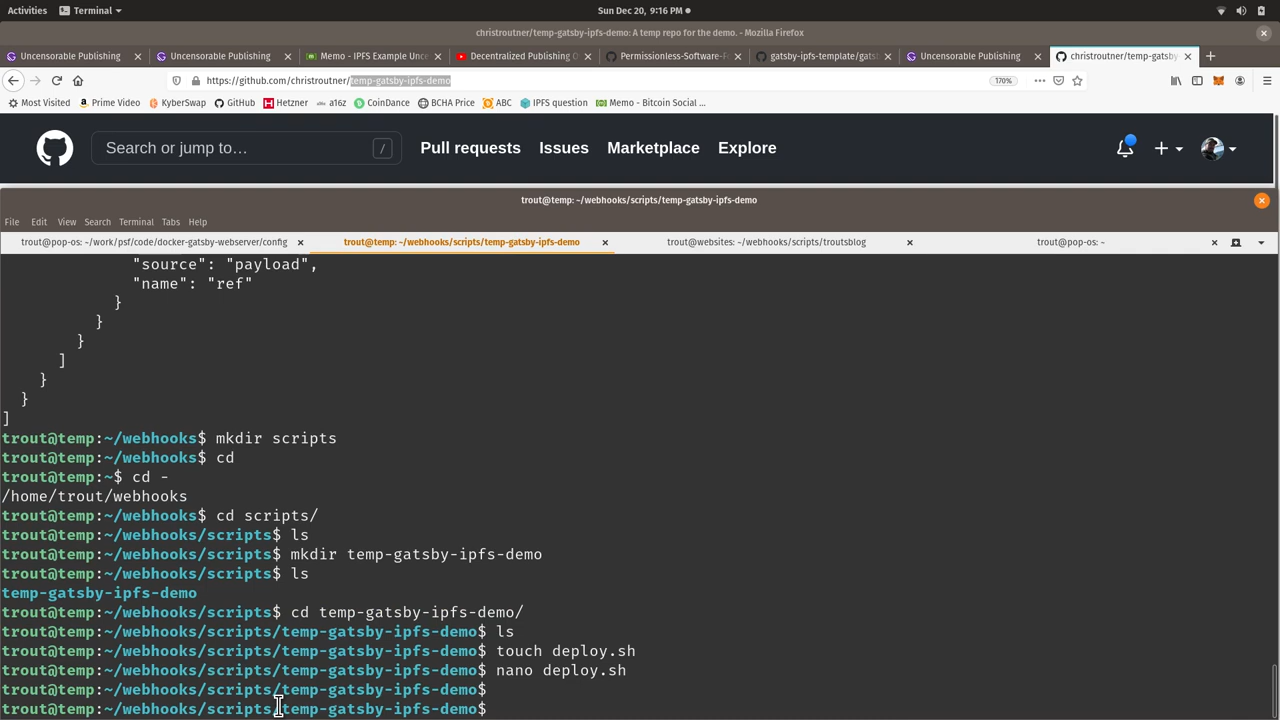 Activities Terminal Sun Dec 20, 9:16 PM
christroutner/temp-gatsby-ipfs-demo: A temp repo for the demo. - Mozilla Firefox
Uncensorable Publishing Uncensorable Publishing Memo - IPFS Example Unce Decentralized Publishing O Permissionless-Software-F gatsby-ipfs-template/gats Uncensorable Publishing christroutner/temp-gatsby-
https://github.com/christroutner/temp-gatsby-ipfs-demo 170%
Most Visited Prime Video KyberSwap GitHub Hetzner a16z CoinDance BCHA Price ABC IPFS question Memo - Bitcoin Social ...
Search or jump to... / Pull requests Issues Marketplace Explore
trout@temp: ~/webhooks/scripts/temp-gatsby-ipfs-demo
File Edit View Search Terminal Tabs Help
trout@pop-os: ~/work/psf/code/docker-gatsby-webserver/config trout@temp: ~/webhooks/scripts/temp-gatsby-ipfs-demo trout@websites: ~/webhooks/scripts/troutsblog trout@pop-os: ~
"source": "payload",
"name": "ref"
}
}
}
]
}
}
]
trout@temp:~/webhooks$ mkdir scripts
trout@temp:~/webhooks$ cd
trout@temp:~$ cd -
/home/trout/webhooks
trout@temp:~/webhooks$ cd scripts/
trout@temp:~/webhooks/scripts$ ls
trout@temp:~/webhooks/scripts$ mkdir temp-gatsby-ipfs-demo
trout@temp:~/webhooks/scripts$ ls
temp-gatsby-ipfs-demo
trout@temp:~/webhooks/scripts$ cd temp-gatsby-ipfs-demo/
trout@temp:~/webhooks/scripts/temp-gatsby-ipfs-demo$ ls
trout@temp:~/webhooks/scripts/temp-gatsby-ipfs-demo$ touch deploy.sh
trout@temp:~/webhooks/scripts/temp-gatsby-ipfs-demo$ nano deploy.sh
trout@temp:~/webhooks/scripts/temp-gatsby-ipfs-demo$
trout@temp:~/webhooks/scripts/temp-gatsby-ipfs-demo$